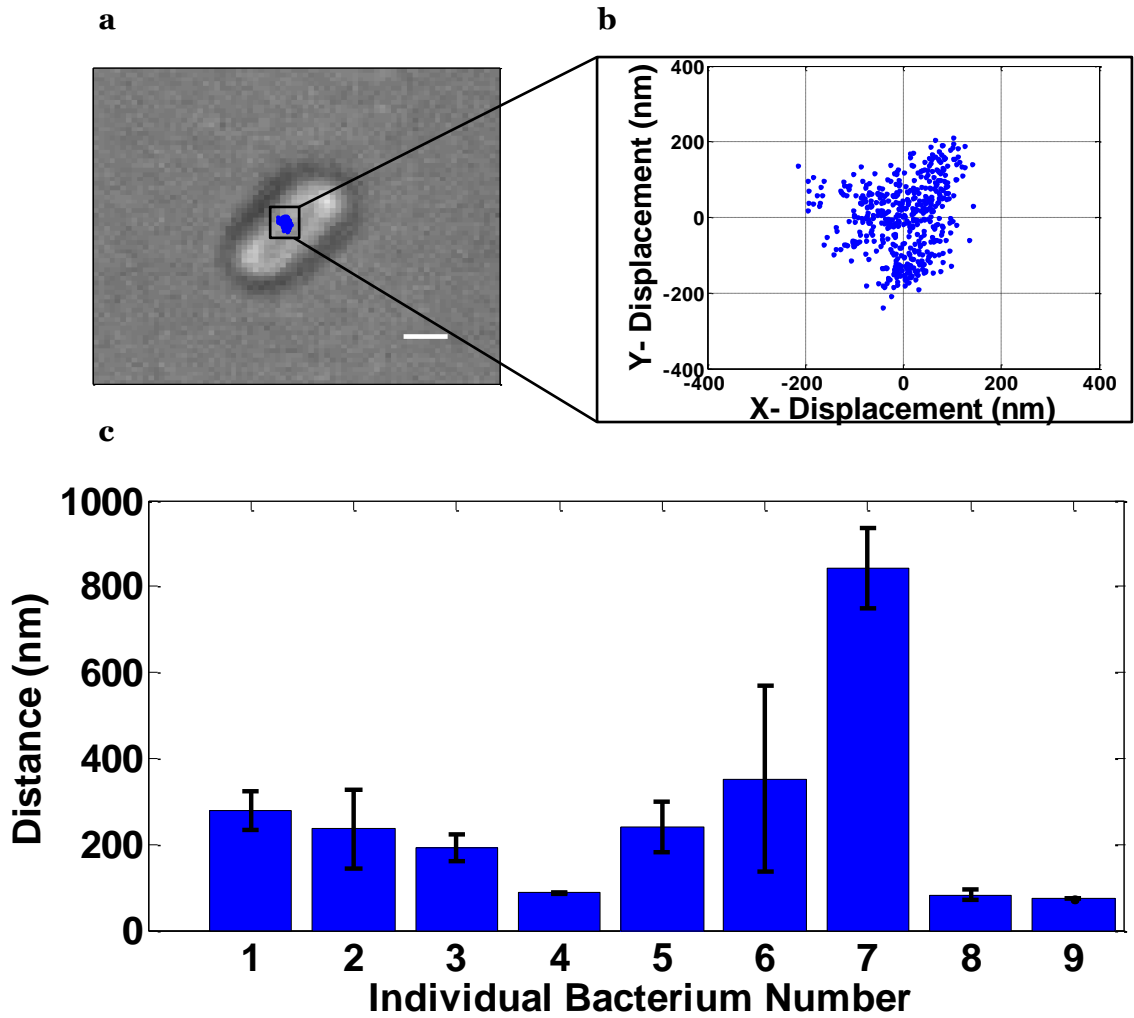 a
b
400
200
0
-200
-400
-400 -200 0 200 400
Y- Displacement (nm)
X- Displacement (nm)
c
1000
800
600
400
200
0
Distance (nm)
1 2 3 4 5 6 7 8 9
Individual Bacterium Number